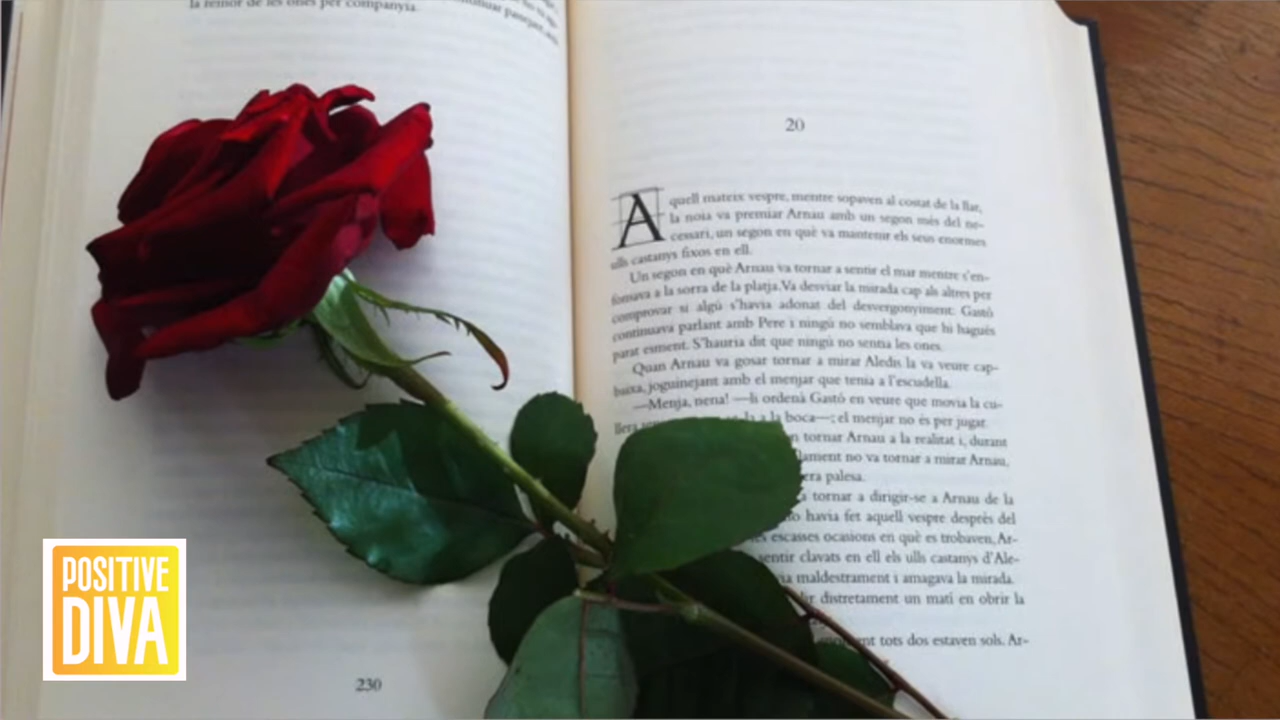 la remor de les ones per companyia.
20
Aquell mateix vespre, mentre sopaven al costat de la llar,
la noia va premiar Arnau amb un segon més del ne-
cessari, un segon en què va mantenir els seus enormes
ulls castanys fixos en ell.
Un segon en què Arnau va tornar a sentir el mar mentre s'en-
fonsava a la sorra de la platja. Va desviar la mirada cap als altres per
comprovar si algú s'havia adonat del desvergonyiment: Gastó
continuava parlant amb Pere i ningú no semblava que hi hagués
parat esment. S'hauria dit que ningú no sentia les ones.
Quan Arnau va gosar tornar a mirar Aledis la va veure cap-
baixa, joguinejant amb el menjar que tenia a l'escudella.
—Menja, nena! —li ordenà Gastó en veure que movia la cu-
llera a la boca—; el menjar no és per jugar.
tornar Arnau a la realitat i, durant
no va tornar a mirar Arnau,
era palesa.
a tornar a dirigir-se a Arnau de la
havia fet aquell vespre després del
escasses ocasions en què es trobaven, Ar-
sentir clavats en ell els ulls castanys d'Ale-
maldestrament i amagava la mirada.
distretament un matí en obrir la
tots dos estaven sols. Ar-
230
POSITIVE
DIVA